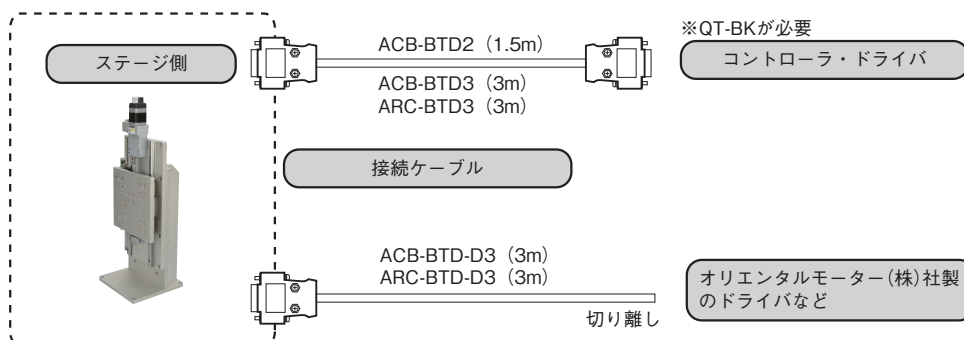 ※QT-BKが必要
ステージ側
ACB-BTD2（1.5m）
コントローラ・ドライバ
ACB-BTD3（3m）
ARC-BTD3（3m）
接続ケーブル
ACB-BTD-D3（3m）
ARC-BTD-D3（3m）
オリエンタルモーター（株）社製
のドライバなど
切り離し